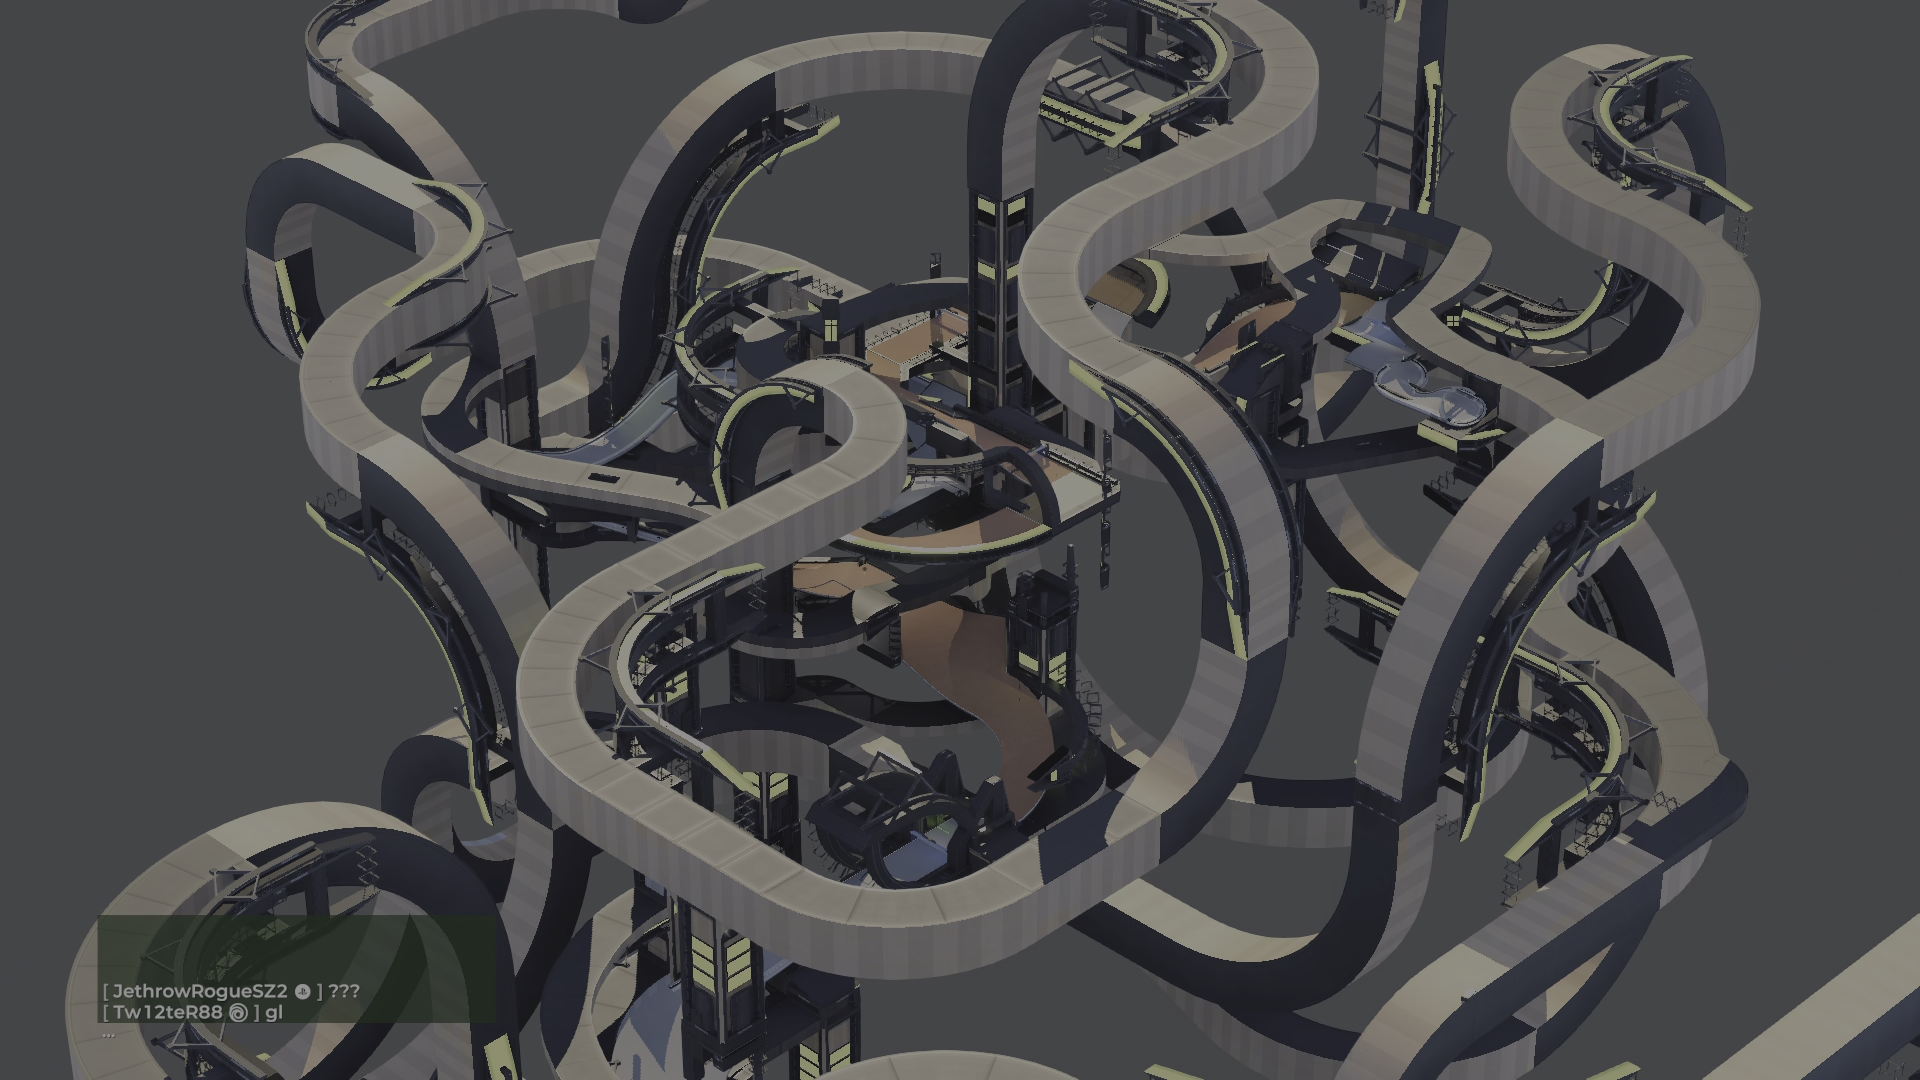 [ JethrowRogueSZ2 ] ???
[ Tw12teR88 ] gl
...